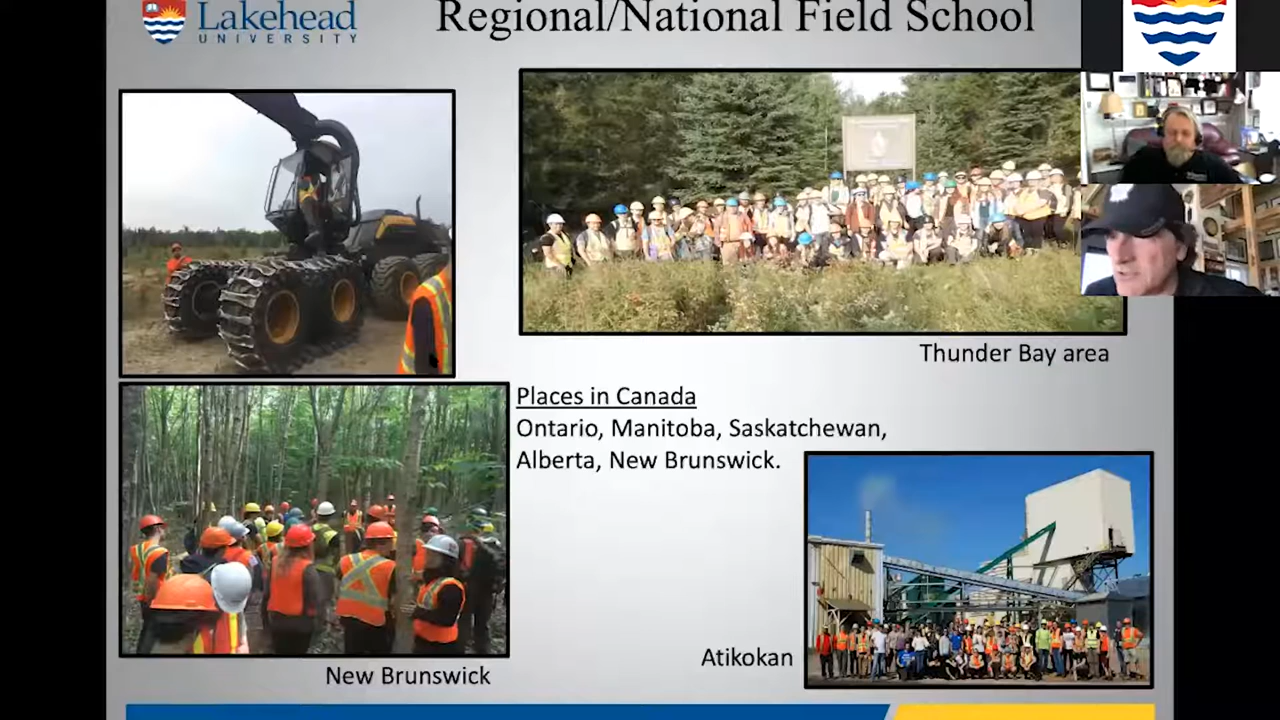 Lakehead
UNIVERSITY
Regional/National Field School
Thunder Bay area
Places in Canada
Ontario, Manitoba, Saskatchewan,
Alberta, New Brunswick.
Atikokan
New Brunswick